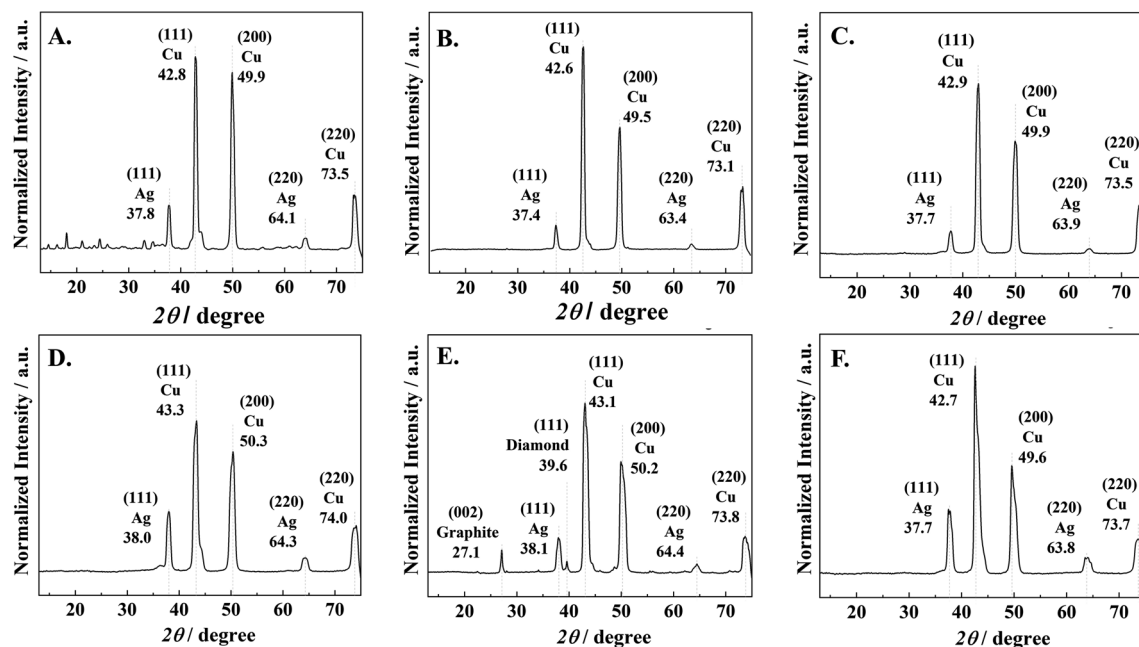 A.
(111)
Cu
42.8
(200)
Cu
49.9
(111)
Ag
37.8
(220)
Ag
64.1
(220)
Cu
73.5
Normalized Intensity / a.u.
20 30 40 50 60 70
2θ / degree
B.
(111)
Cu
42.6
(200)
Cu
49.5
(111)
Ag
37.4
(220)
Ag
63.4
(220)
Cu
73.1
Normalized Intensity / a.u.
20 30 40 50 60 70
2θ / degree
C.
(111)
Cu
42.9
(200)
Cu
49.9
(111)
Ag
37.7
(220)
Ag
63.9
(220)
Cu
73.5
Normalized Intensity / a.u.
20 30 40 50 60 70
2θ / degree
D.
(111)
Cu
43.3
(200)
Cu
50.3
(111)
Ag
38.0
(220)
Ag
64.3
(220)
Cu
74.0
Normalized Intensity / a.u.
20 30 40 50 60 70
2θ / degree
E.
(111)
Cu
43.1
(111)
Diamond
39.6
(200)
Cu
50.2
(002)
Graphite
27.1
(111)
Ag
38.1
(220)
Ag
64.4
(220)
Cu
73.8
Normalized Intensity / a.u.
20 30 40 50 60 70
2θ / degree
F.
(111)
Cu
42.7
(200)
Cu
49.6
(111)
Ag
37.7
(220)
Ag
63.8
(220)
Cu
73.7
Normalized Intensity / a.u.
20 30 40 50 60 70
2θ / degree